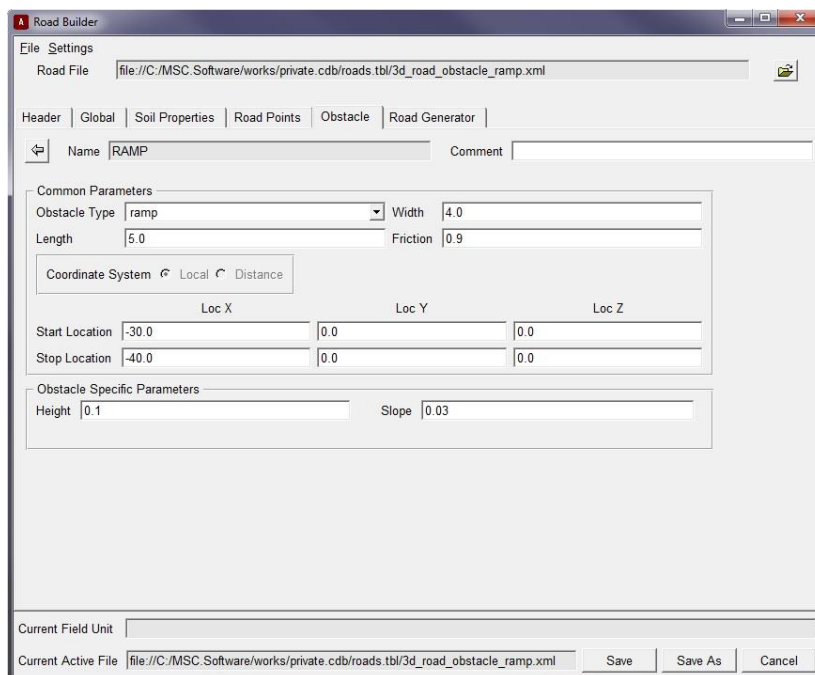 A Road Builder
File Settings
Road File file://C:/MSC.Software/works/private.cdb/roads.tbl/3d_road_obstacle_ramp.xml
Header Global Soil Properties Road Points Obstacle Road Generator
Name RAMP Comment
Common Parameters
Obstacle Type ramp Width 4.0
Length 5.0 Friction 0.9
Coordinate System Local Distance
Loc X Loc Y Loc Z
Start Location -30.0 0.0 0.0
Stop Location -40.0 0.0 0.0
Obstacle Specific Parameters
Height 0.1 Slope 0.03
Current Field Unit
Current Active File file://C:/MSC.Software/works/private.cdb/roads.tbl/3d_road_obstacle_ramp.xml Save Save As Cancel